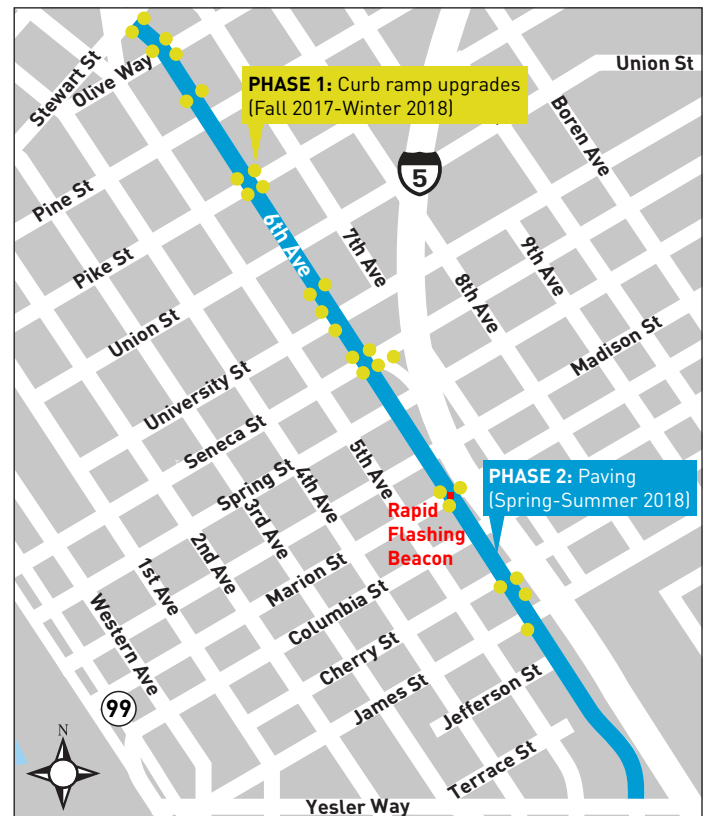 Stewart St
Olive Way
Union St
PHASE 1: Curb ramp upgrades
(Fall 2017-Winter 2018)
Boren Ave
5
Pine St
6th Ave
7th Ave
9th Ave
Pike St
8th Ave
Union St
Madison St
University St
Seneca St
5th Ave
Spring St
4th Ave
PHASE 2: Paving
(Spring-Summer 2018)
Rapid
Flashing
Beacon
3rd Ave
2nd Ave
1st Ave
Marion St
Western Ave
Columbia St
Cherry St
James St
Jefferson St
99
N
Terrace St
Yesler Way